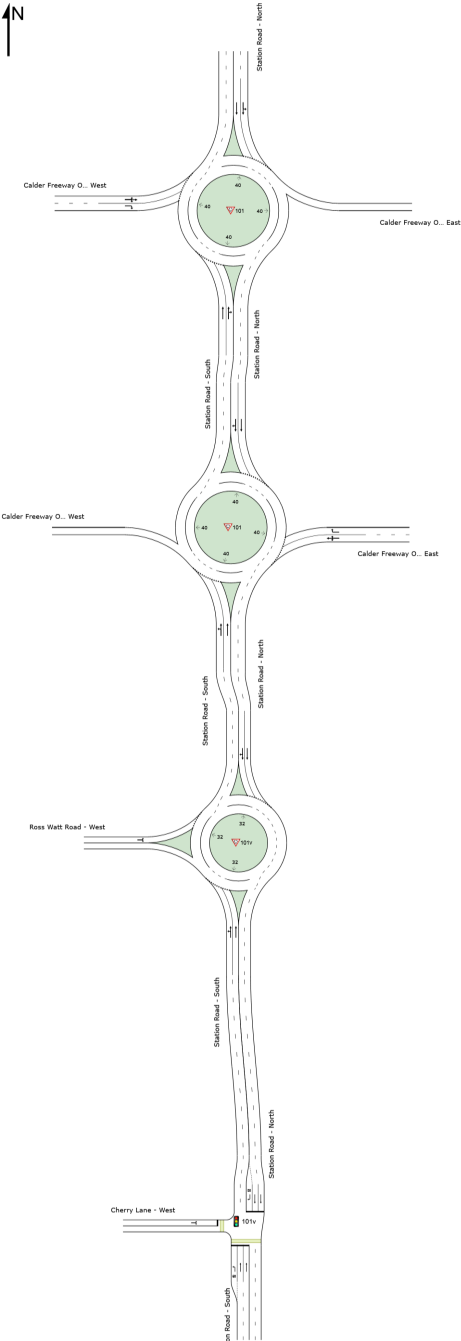 N
Station Road - North
Calder Freeway O... West
40
40
101
40
40
Calder Freeway O... East
Station Road - South
Station Road - North
Calder Freeway O... West
40
40
101
40
40
Calder Freeway O... East
Station Road - South
Station Road - North
Ross Watt Road - West
32
32
101v
32
Station Road - South
Station Road - North
Cherry Lane - West
101v
on Road - South